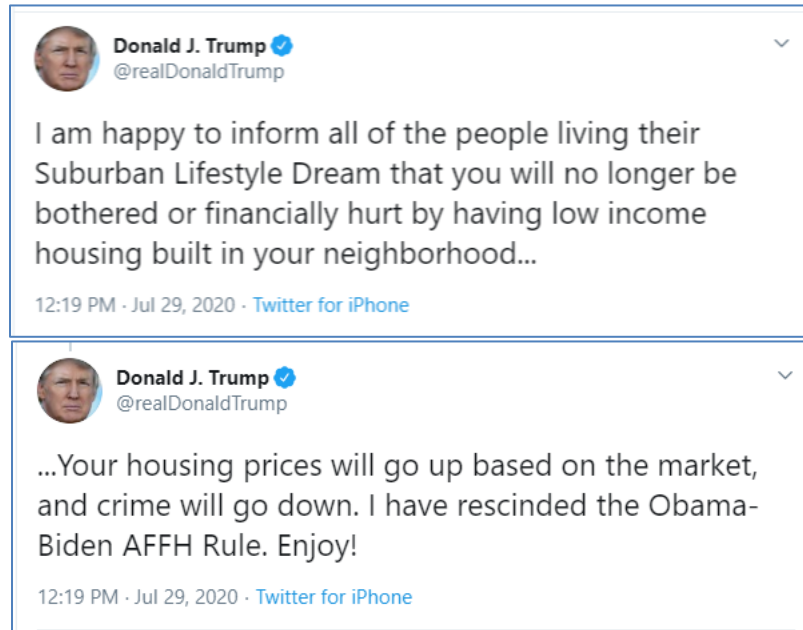 Donald J. Trump
@realDonaldTrump
I am happy to inform all of the people living their
Suburban Lifestyle Dream that you will no longer be
bothered or financially hurt by having low income
housing built in your neighborhood...
12:19 PM · Jul 29, 2020 · Twitter for iPhone
Donald J. Trump
@realDonaldTrump
...Your housing prices will go up based on the market,
and crime will go down. I have rescinded the Obama-
Biden AFFH Rule. Enjoy!
12:19 PM · Jul 29, 2020 · Twitter for iPhone